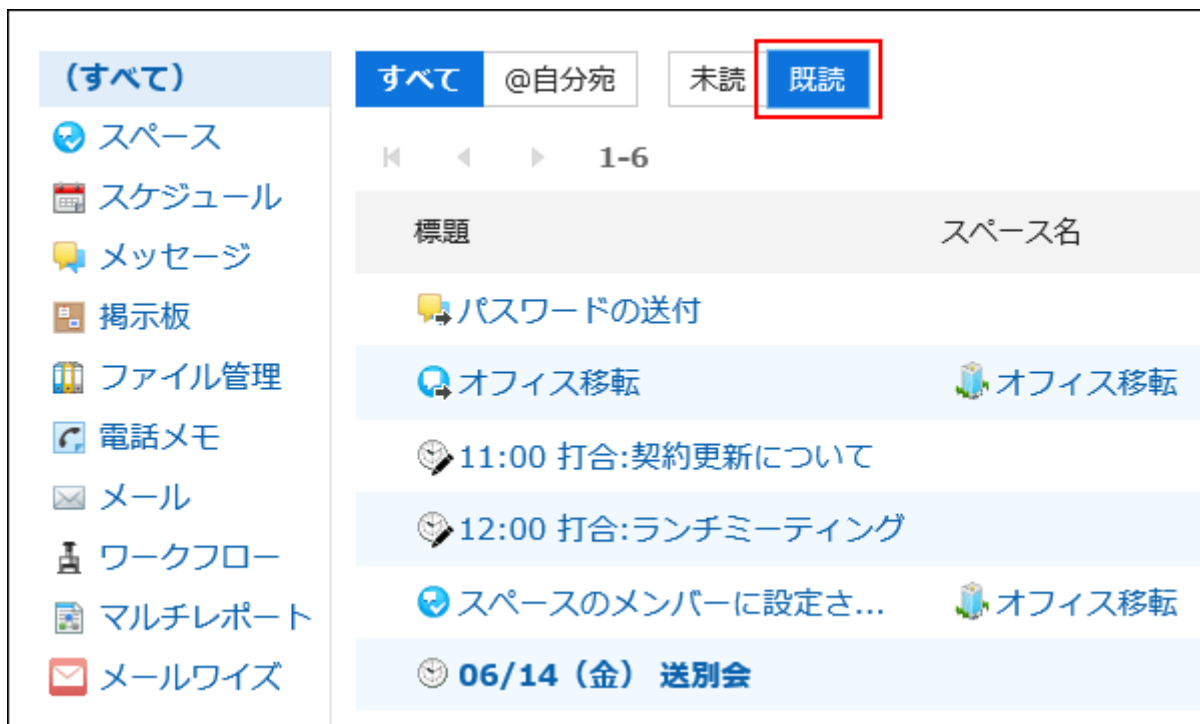 (すべて)
スペース
スケジュール
メッセージ
掲示板
ファイル管理
電話メモ
メール
ワークフロー
マルチレポート
メールワイズ
すべて @自分宛 未読 既読
1-6
標題 スペース名
パスワードの送付
オフィス移転 オフィス移転
11:00 打合:契約更新について
12:00 打合:ランチミーティング
スペースのメンバーに設定さ... オフィス移転
06/14（金） 送別会